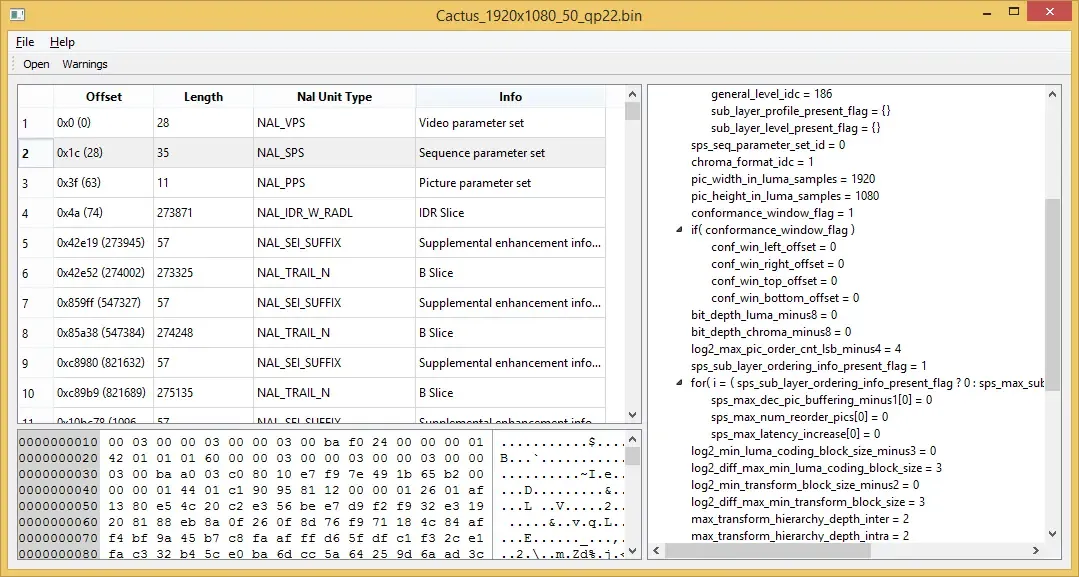 Cactus_1920x1080_50_qp22.bin
File Help
Open Warnings
Offset Length Nal Unit Type Info
1 0x0 (0) 28 NAL_VPS Video parameter set
2 0x1c (28) 35 NAL_SPS Sequence parameter set
3 0x3f (63) 11 NAL_PPS Picture parameter set
4 0x4a (74) 273871 NAL_IDR_W_RADL IDR Slice
5 0x42e19 (273945) 57 NAL_SEI_SUFFIX Supplemental enhancement info...
6 0x42e52 (274002) 273325 NAL_TRAIL_N B Slice
7 0x859ff (547327) 57 NAL_SEI_SUFFIX Supplemental enhancement info...
8 0x85a38 (547384) 274248 NAL_TRAIL_N B Slice
9 0xc8980 (821632) 57 NAL_SEI_SUFFIX Supplemental enhancement info...
10 0xc89b9 (821689) 275135 NAL_TRAIL_N B Slice
0000000010 00 03 00 00 03 00 00 03 00 ba f0 24 00 00 00 01 ...........$....
0000000020 42 01 01 01 60 00 00 03 00 00 03 00 00 03 00 00 B...`...........
0000000030 03 00 ba a0 03 c0 80 10 e7 f9 7e 49 1b 65 b2 00 ..........~I.e..
0000000040 00 00 01 44 01 c1 90 95 81 12 00 00 01 26 01 af ...D.........&..
0000000050 13 80 e5 4c 20 c2 e3 56 be e7 d9 f2 f9 32 e3 19 ...L ..V.....2..
0000000060 20 81 88 eb 8a 0f 26 0f 8d 76 f9 71 18 4c 84 af ......&..v.q.L..
0000000070 f4 bf 9a 45 b7 c8 fa af ff d6 5f df c1 f3 2c e1
0000000080 fa c3 32 b4 5c e0 ba 6d cc 5a 64 25 9d 6a ad 3c ..2.\..m.Zd%.j.<
general_level_idc = 186
sub_layer_profile_present_flag = {}
sub_layer_level_present_flag = {}
sps_seq_parameter_set_id = 0
chroma_format_idc = 1
pic_width_in_luma_samples = 1920
pic_height_in_luma_samples = 1080
conformance_window_flag = 1
if( conformance_window_flag )
conf_win_left_offset = 0
conf_win_right_offset = 0
conf_win_top_offset = 0
conf_win_bottom_offset = 0
bit_depth_luma_minus8 = 0
bit_depth_chroma_minus8 = 0
log2_max_pic_order_cnt_lsb_minus4 = 4
sps_sub_layer_ordering_info_present_flag = 1
for( i = ( sps_sub_layer_ordering_info_present_flag ? 0 : sps_max_sub
sps_max_dec_pic_buffering_minus1[0] = 0
sps_max_num_reorder_pics[0] = 0
sps_max_latency_increase[0] = 0
log2_min_luma_coding_block_size_minus3 = 0
log2_diff_max_min_luma_coding_block_size = 3
log2_min_transform_block_size_minus2 = 0
log2_diff_max_min_transform_block_size = 3
max_transform_hierarchy_depth_inter = 2
max_transform_hierarchy_depth_intra = 2